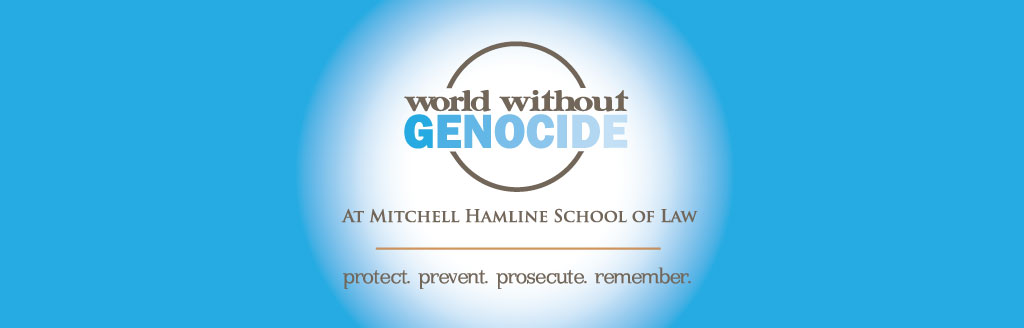 world without
GENOCIDE
At Mitchell Hamline School of Law
protect. prevent. prosecute. remember.